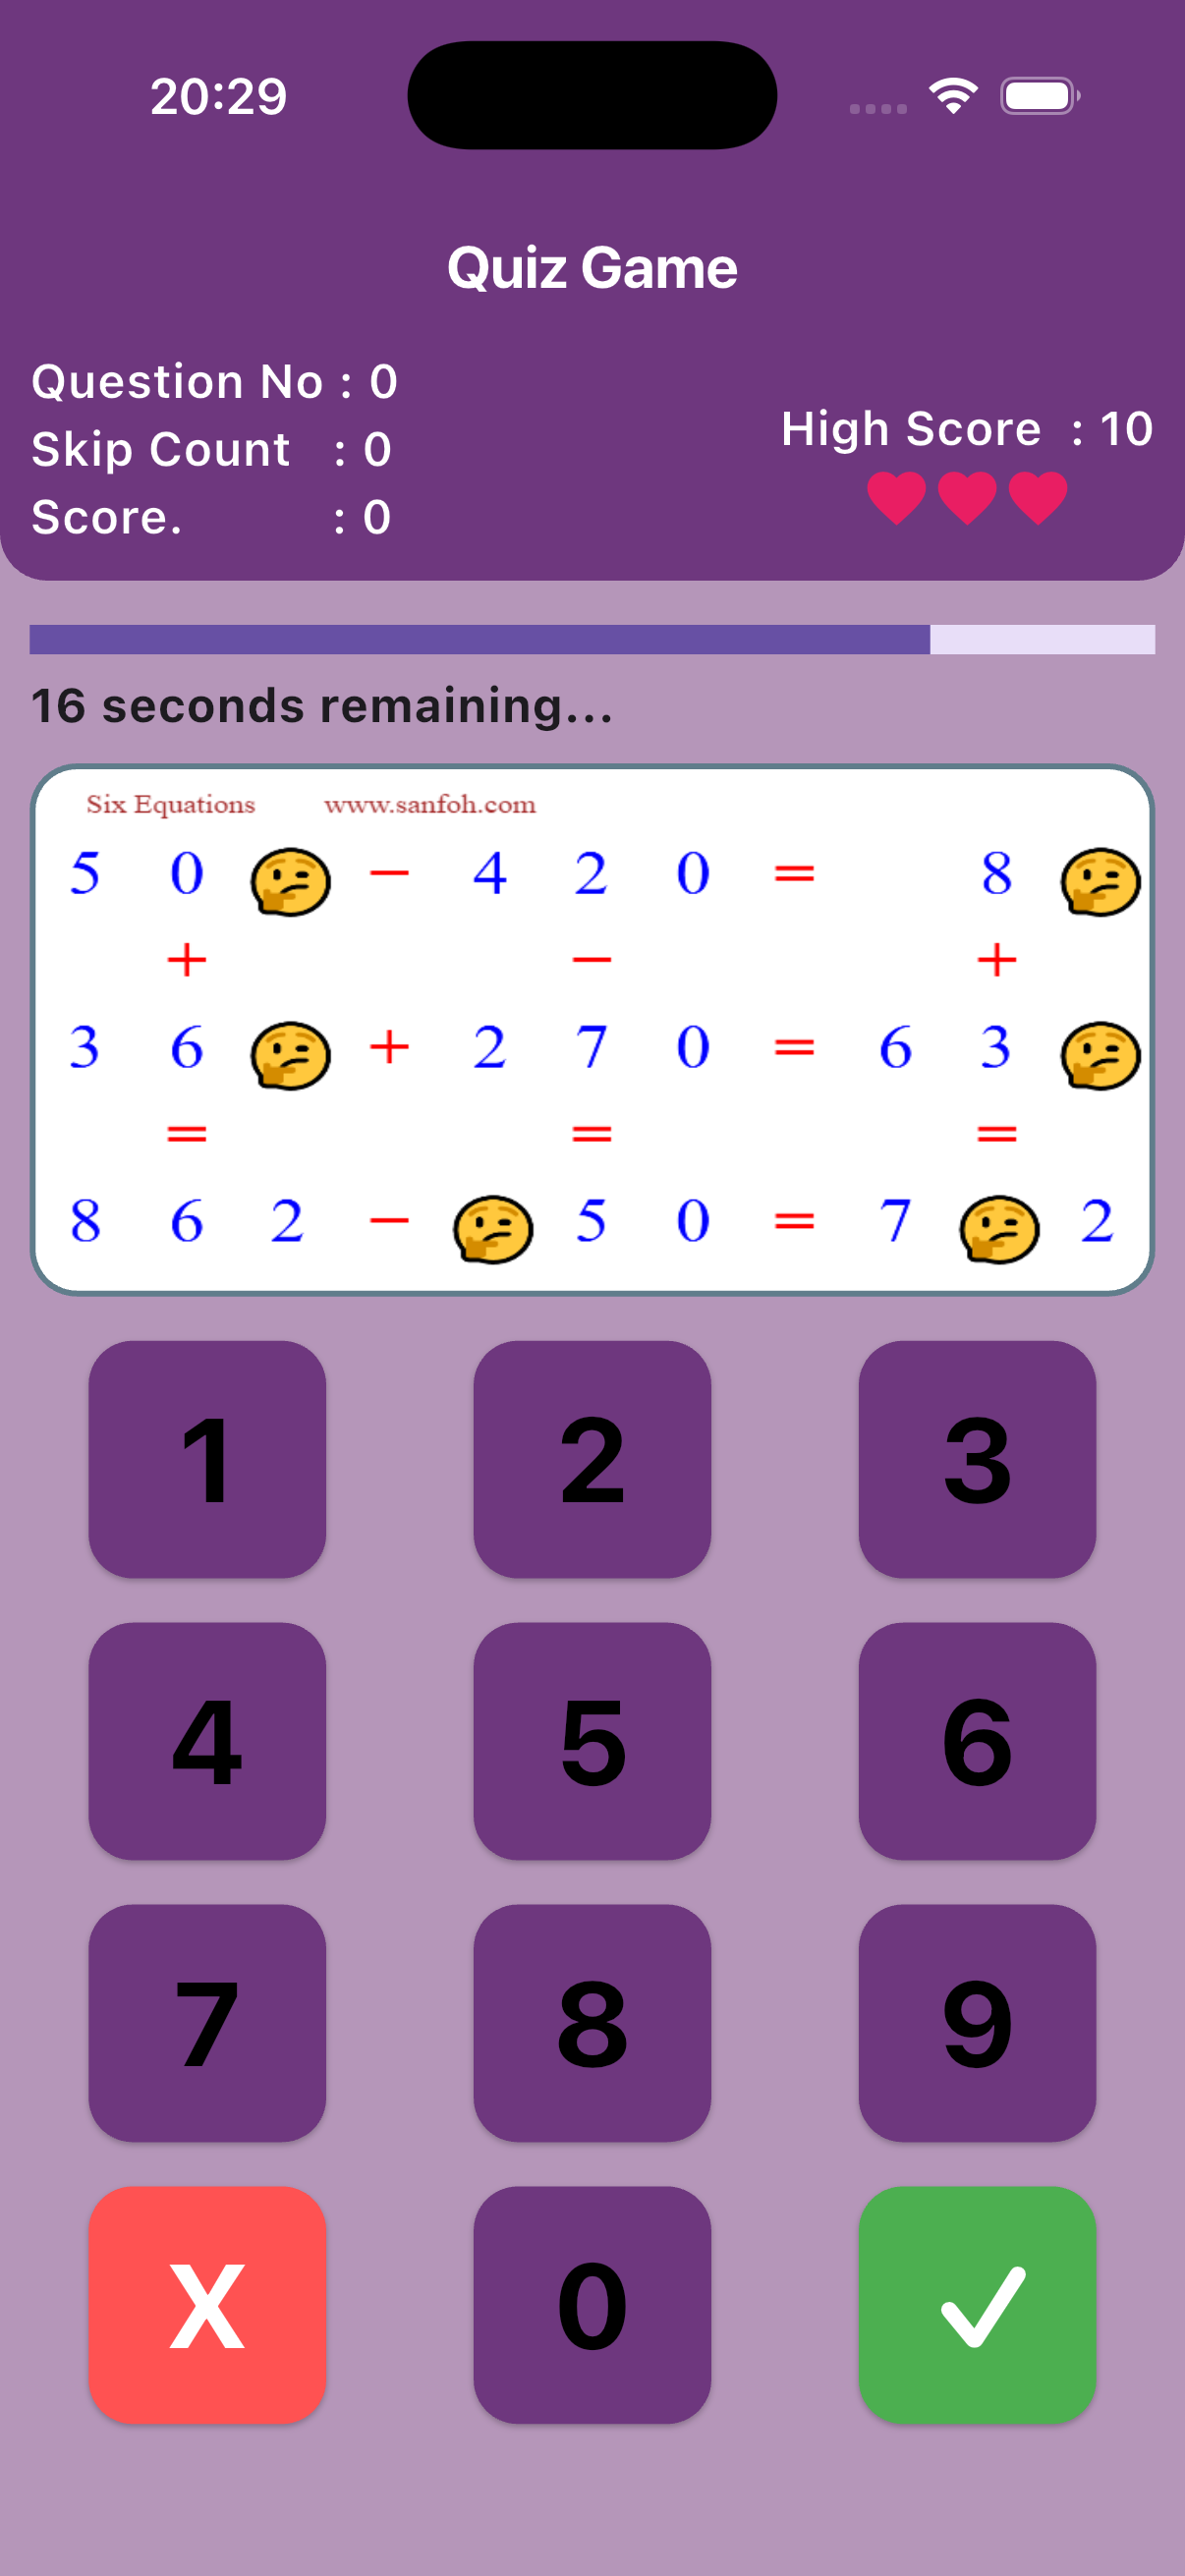 20:29
Quiz Game
Question No : 0
Skip Count : 0
Score. : 0
High Score : 10
16 seconds remaining...
Six Equations www.sanfoh.com
5 0 🤔 − 4 2 0 = 8 🤔
+ − +
3 6 🤔 + 2 7 0 = 6 3 🤔
= = =
8 6 2 − 🤔 5 0 = 7 🤔 2
1 2 3
4 5 6
7 8 9
X 0 ✓